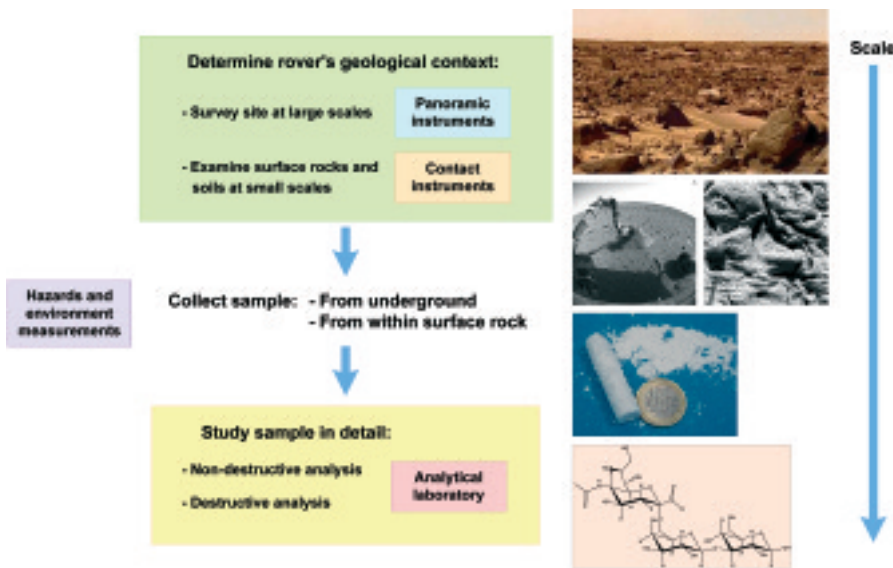 Determine rover's geological context:
- Survey site at large scales
Panoramic
instruments
- Examine surface rocks and
soils at small scales
Contact
instruments
Scale
Hazards and
environment
measurements
Collect sample: - From underground
- From within surface rock
Study sample in detail:
- Non-destructive analysis
- Destructive analysis
Analytical
laboratory